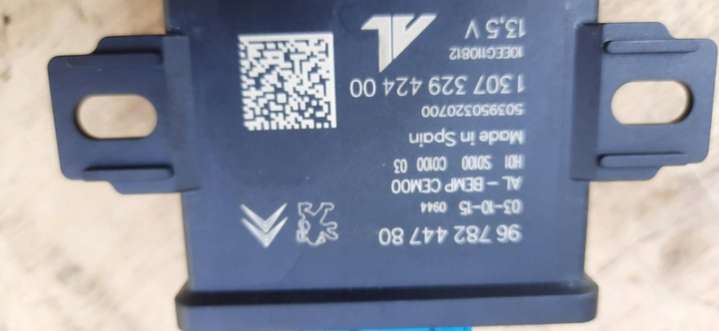 96 782 447 80
03-10-15 0944
AL - BEMP CEM00
H01 S0100 C0100 03
Made in Spain
503950320700
1 307 329 424 00
10EEG110812
13,5 V
AL